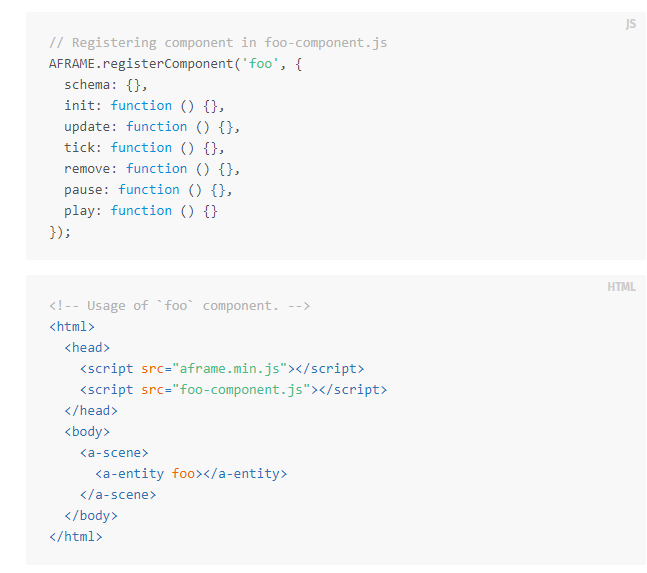 JS
// Registering component in foo-component.js
AFRAME.registerComponent('foo', {
  schema: {},
  init: function () {},
  update: function () {},
  tick: function () {},
  remove: function () {},
  pause: function () {},
  play: function () {}
});
HTML
<!-- Usage of `foo` component. -->
<html>
  <head>
    <script src="aframe.min.js"></script>
    <script src="foo-component.js"></script>
  </head>
  <body>
    <a-scene>
      <a-entity foo></a-entity>
    </a-scene>
  </body>
</html>